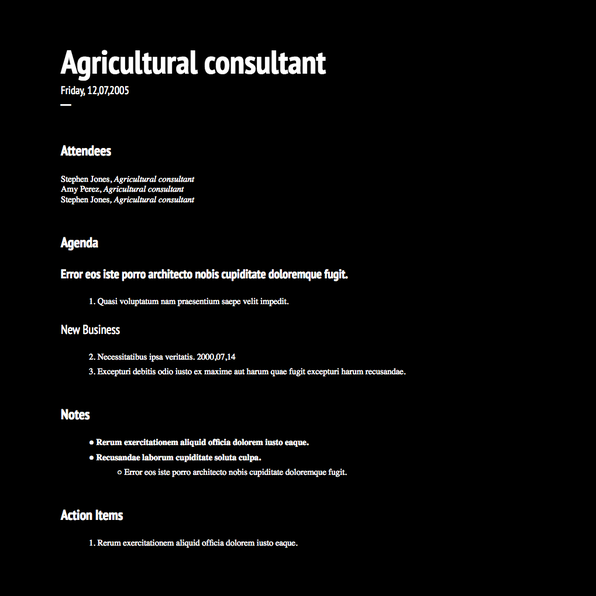 Agricultural consultant
Friday, 12,07,2005
Attendees
Stephen Jones, Agricultural consultant
Amy Perez, Agricultural consultant
Stephen Jones, Agricultural consultant
Agenda
Error eos iste porro architecto nobis cupiditate doloremque fugit.
1. Quasi voluptatum nam praesentium saepe velit impedit.
New Business
2. Necessitatibus ipsa veritatis. 2000,07,14
3. Excepturi debitis odio iusto ex maxime aut harum quae fugit excepturi harum recusandae.
Notes
● Rerum exercitationem aliquid officia dolorem iusto eaque.
● Recusandae laborum cupiditate soluta culpa.
○ Error eos iste porro architecto nobis cupiditate doloremque fugit.
Action Items
1. Rerum exercitationem aliquid officia dolorem iusto eaque.